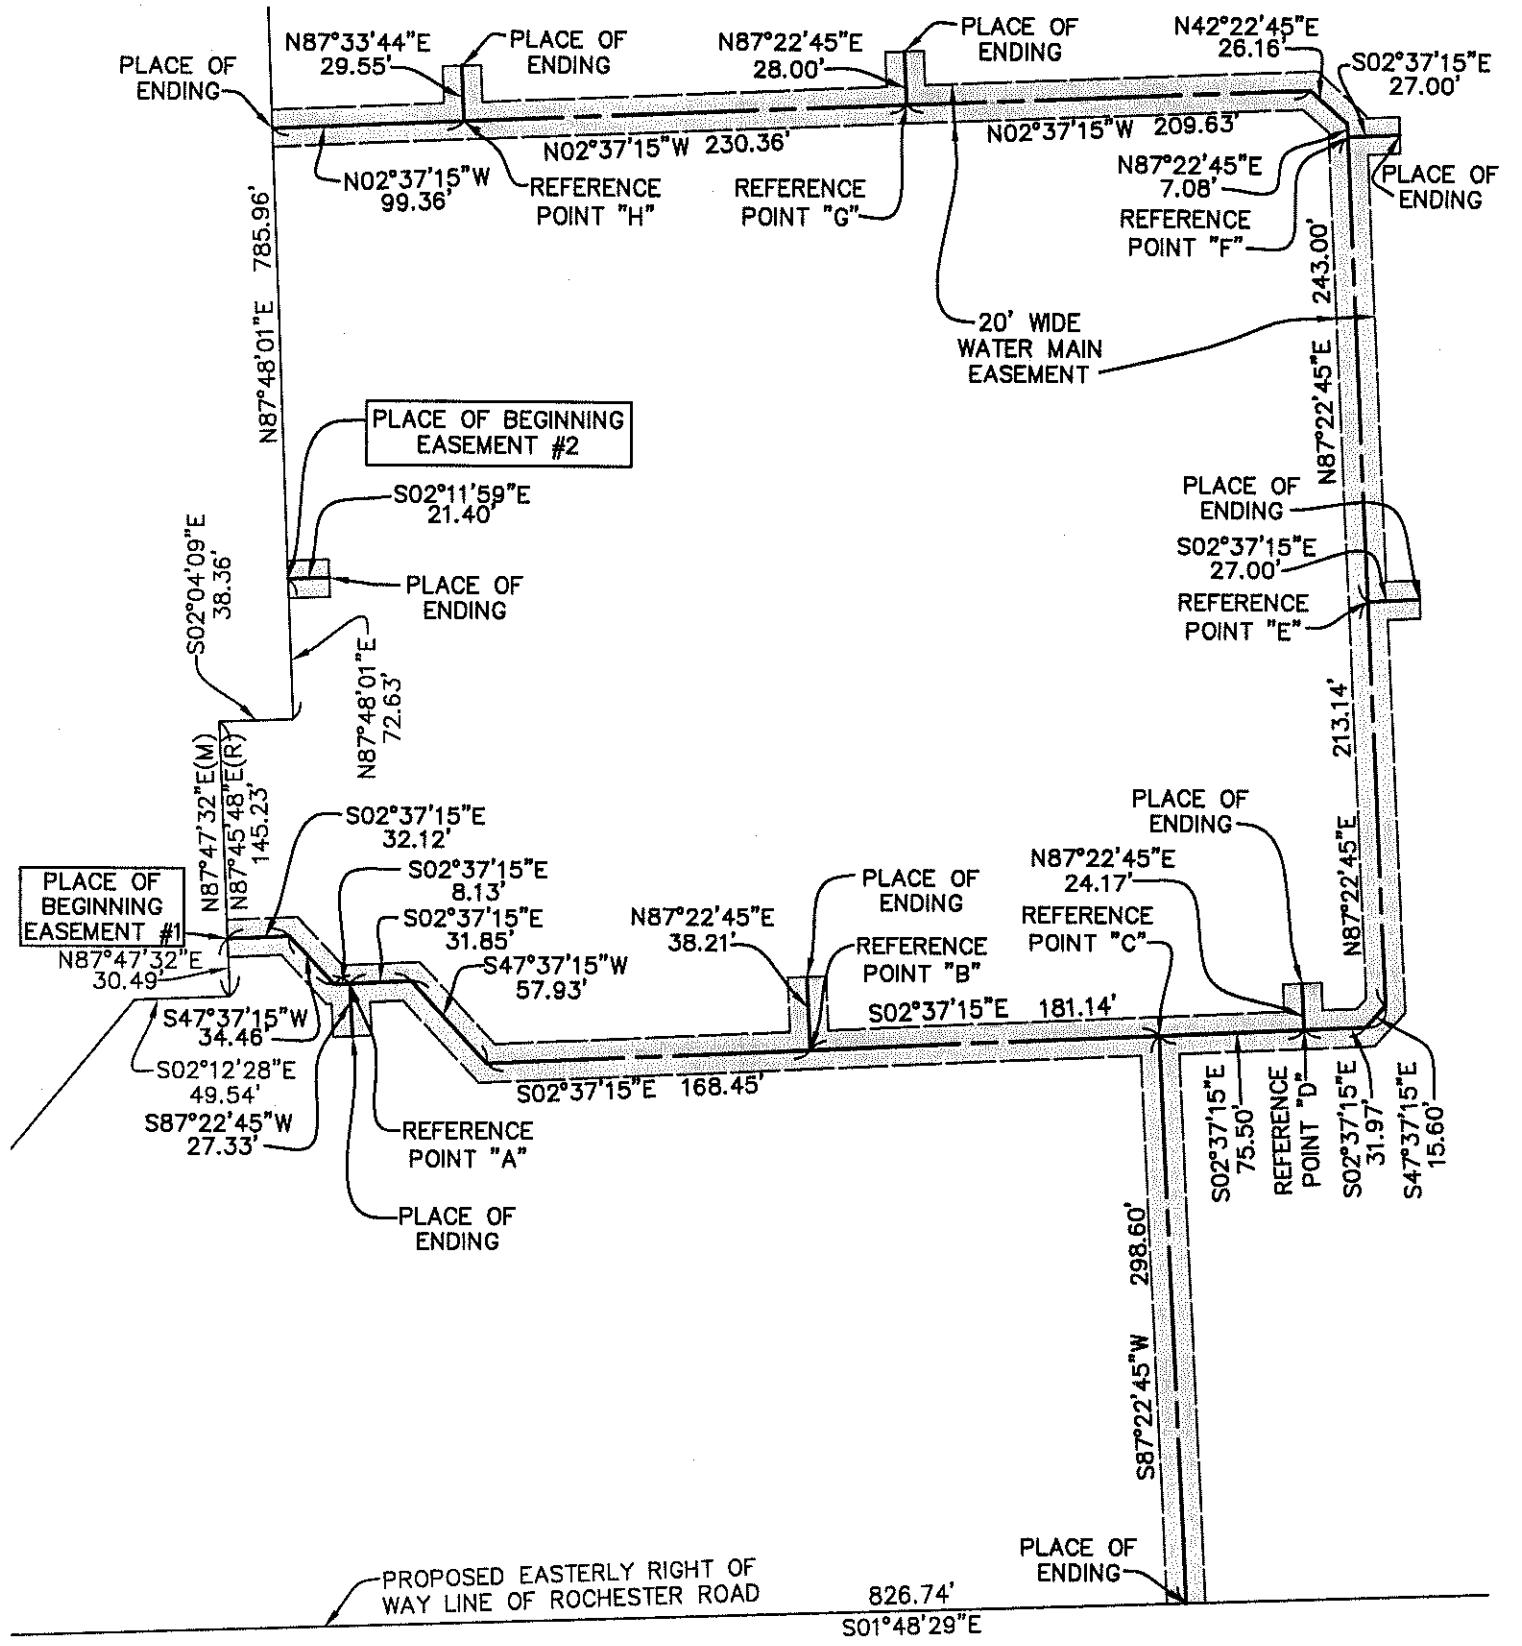 N87°33'44"E
29.55'
PLACE OF
ENDING
N87°22'45"E
28.00'
PLACE OF
ENDING
N42°22'45"E
26.16'
S02°37'15"E
27.00'
PLACE OF
ENDING
N02°37'15"W 230.36'
N02°37'15"W 209.63'
N02°37'15"W
99.36'
REFERENCE
POINT "H"
REFERENCE
POINT "G"
N87°22'45"E
7.08'
REFERENCE
POINT "F"
PLACE OF
ENDING
N87°48'01"E 785.96'
N87°22'45"E 243.00'
20' WIDE
WATER MAIN
EASEMENT
PLACE OF BEGINNING
EASEMENT #2
S02°11'59"E
21.40'
PLACE OF
ENDING
S02°04'09"E
38.36'
N87°48'01"E
72.63'
PLACE OF
ENDING
S02°37'15"E
27.00'
REFERENCE
POINT "E"
N87°22'45"E 213.14'
N87°47'32"E(M)
N87°45'48"E(R)
145.23'
S02°37'15"E
32.12'
PLACE OF
BEGINNING
EASEMENT #1
S02°37'15"E
8.13'
S02°37'15"E
31.85'
S47°37'15"W
57.93'
N87°22'45"E
38.21'
PLACE OF
ENDING
REFERENCE
POINT "B"
PLACE OF
ENDING
N87°22'45"E
24.17'
REFERENCE
POINT "C"
N87°47'32"E
30.49'
S47°37'15"W
34.46'
S02°12'28"E
49.54'
S87°22'45"W
27.33'
S02°37'15"E 181.14'
S02°37'15"E 168.45'
REFERENCE
POINT "A"
PLACE OF
ENDING
S02°37'15"E
75.50'
REFERENCE
POINT "D"
S02°37'15"E
31.97'
S47°37'15"E
15.60'
S87°22'45"W 298.60'
PLACE OF
ENDING
PROPOSED EASTERLY RIGHT OF
WAY LINE OF ROCHESTER ROAD
826.74'
S01°48'29"E